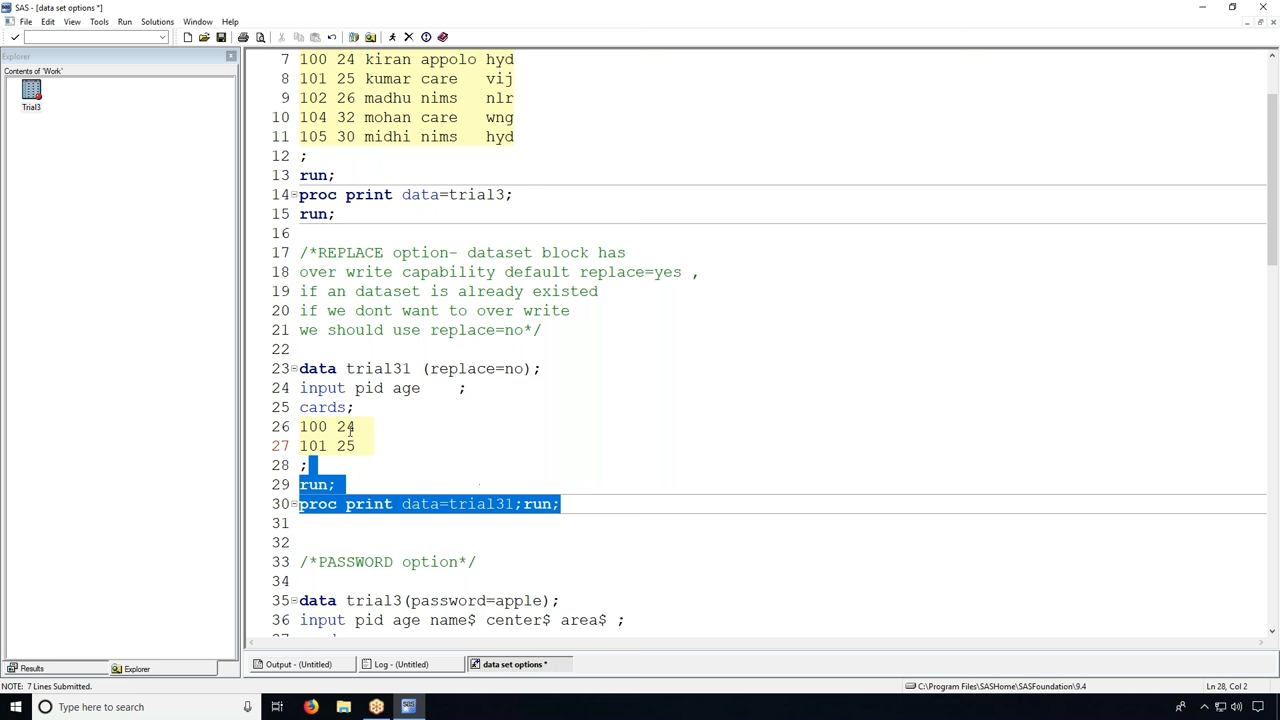 SAS - [data set options *]
File Edit View Tools Run Solutions Window Help
Explorer
Contents of 'Work'
Trial3
7 100 24 kiran appolo hyd
8 101 25 kumar care vij
9 102 26 madhu nims nlr
10 104 32 mohan care wng
11 105 30 midhi nims hyd
12 ;
13 run;
14 proc print data=trial3;
15 run;
16
17 /*REPLACE option- dataset block has
18 over write capability default replace=yes ,
19 if an dataset is already existed
20 if we dont want to over write
21 we should use replace=no*/
22
23 data trial31 (replace=no);
24 input pid age ;
25 cards;
26 100 24
27 101 25
28 ;
29 run;
30 proc print data=trial31;run;
31
32
33 /*PASSWORD option*/
34
35 data trial3(password=apple);
36 input pid age name$ center$ area$ ;
Results Explorer Output - (Untitled) Log - (Untitled) data set options *
NOTE: 7 Lines Submitted. C:\Program Files\SASHome\SASFoundation\9.4 Ln 28, Col 2
Type here to search